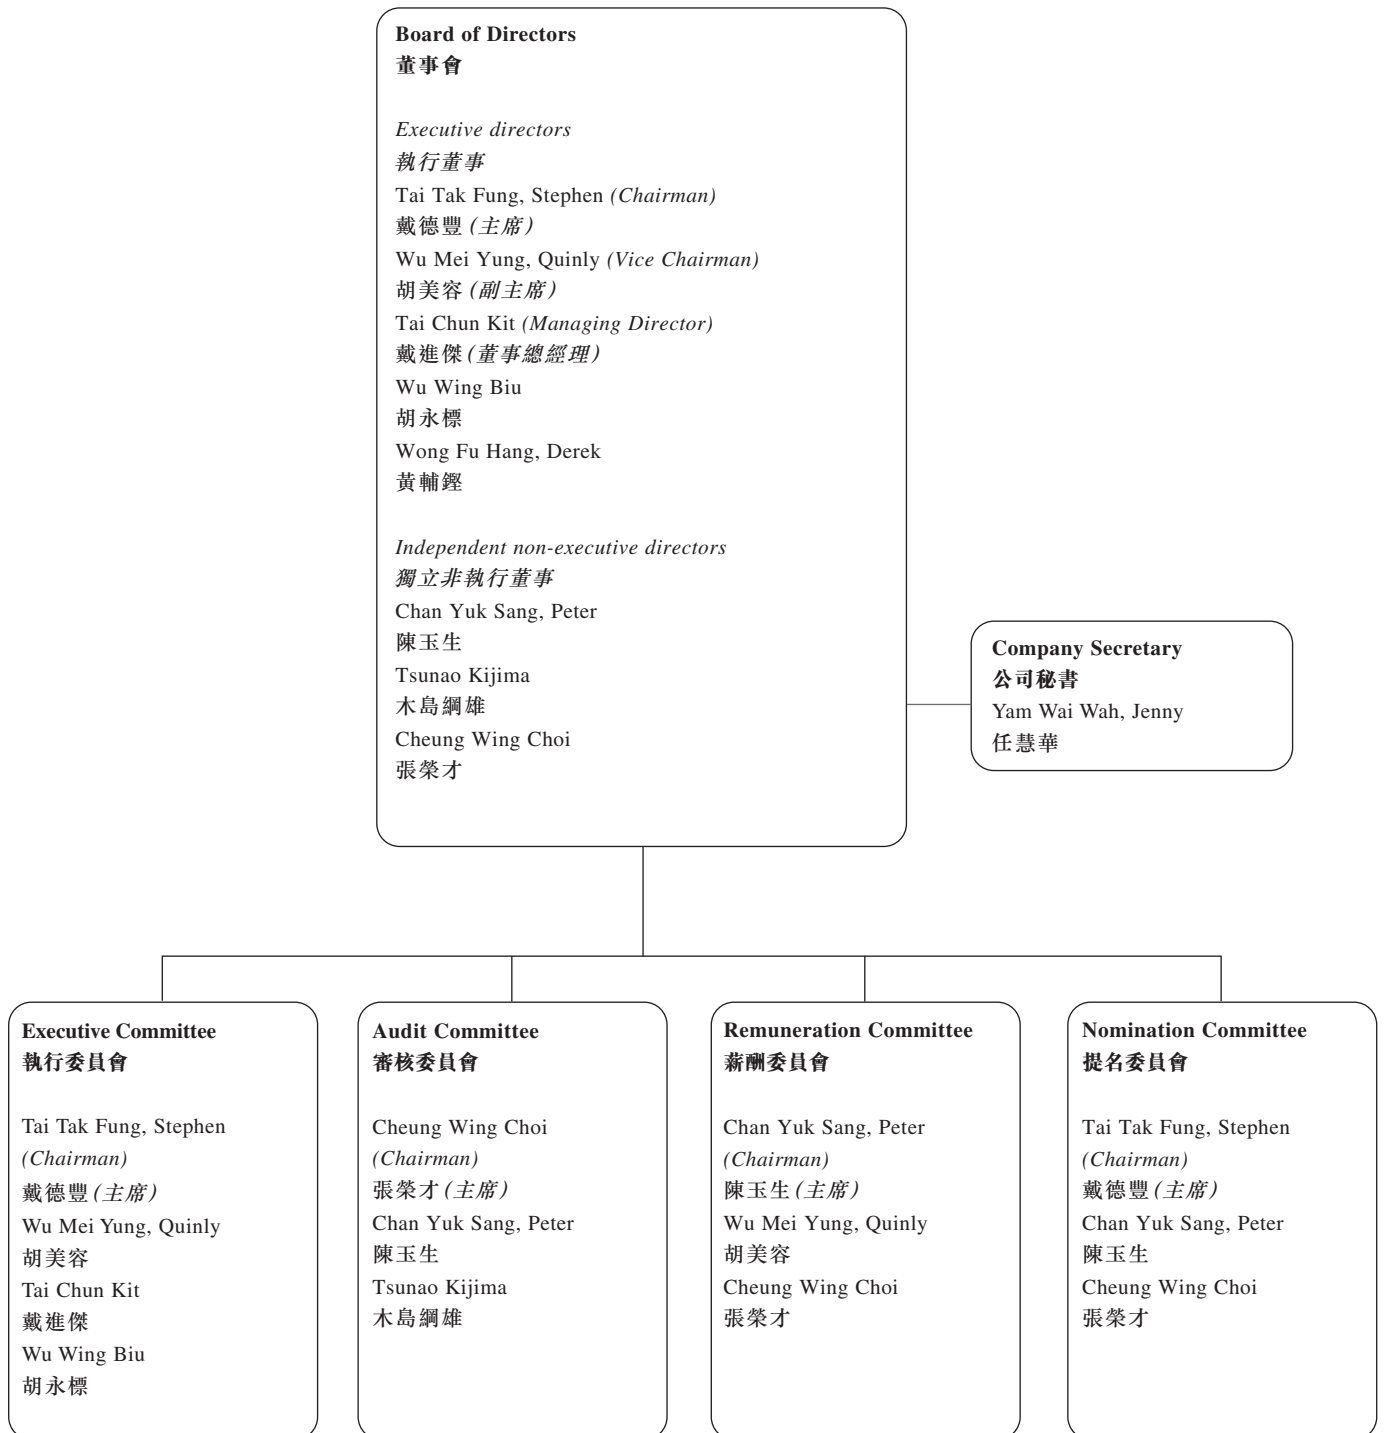 Board of Directors
董事會
Executive directors
執行董事
Tai Tak Fung, Stephen (Chairman)
戴德豐（主席）
Wu Mei Yung, Quinly (Vice Chairman)
胡美容（副主席）
Tai Chun Kit (Managing Director)
戴進傑（董事總經理）
Wu Wing Biu
胡永標
Wong Fu Hang, Derek
黃輔鏗
Independent non-executive directors
獨立非執行董事
Chan Yuk Sang, Peter
陳玉生
Tsunao Kijima
木島綱雄
Cheung Wing Choi
張榮才
Company Secretary
公司秘書
Yam Wai Wah, Jenny
任慧華
Executive Committee
執行委員會
Tai Tak Fung, Stephen
(Chairman)
戴德豐（主席）
Wu Mei Yung, Quinly
胡美容
Tai Chun Kit
戴進傑
Wu Wing Biu
胡永標
Audit Committee
審核委員會
Cheung Wing Choi
(Chairman)
張榮才（主席）
Chan Yuk Sang, Peter
陳玉生
Tsunao Kijima
木島綱雄
Remuneration Committee
薪酬委員會
Chan Yuk Sang, Peter
(Chairman)
陳玉生（主席）
Wu Mei Yung, Quinly
胡美容
Cheung Wing Choi
張榮才
Nomination Committee
提名委員會
Tai Tak Fung, Stephen
(Chairman)
戴德豐（主席）
Chan Yuk Sang, Peter
陳玉生
Cheung Wing Choi
張榮才